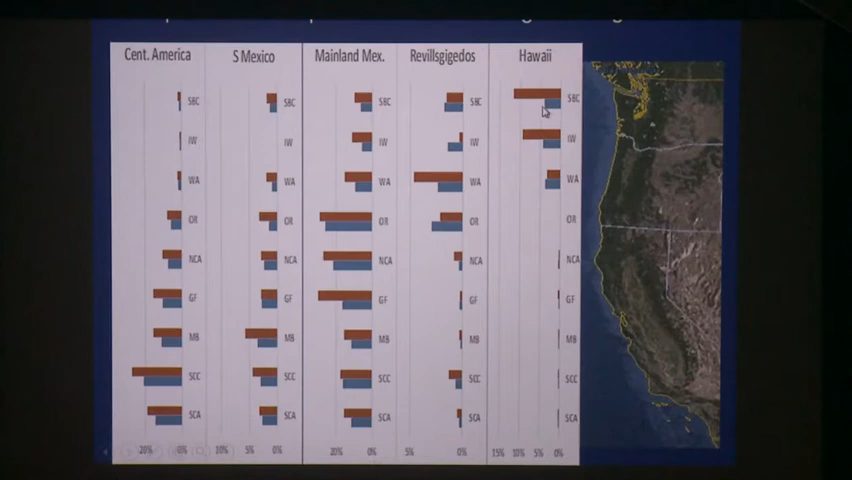 Cent. America S Mexico Mainland Mex. Revillsgigedos Hawaii
SBC SBC SBC SBC SBC
IW IW IW IW IW
WA WA WA WA WA
OR OR OR OR OR
NCA NCA NCA NCA NCA
GF GF GF GF GF
MB MB MB MB MB
SCC SCC SCC SCC SCC
SCA SCA SCA SCA SCA
20% 0% 10% 5% 0% 20% 0% 5% 0% 15% 10% 5% 0%